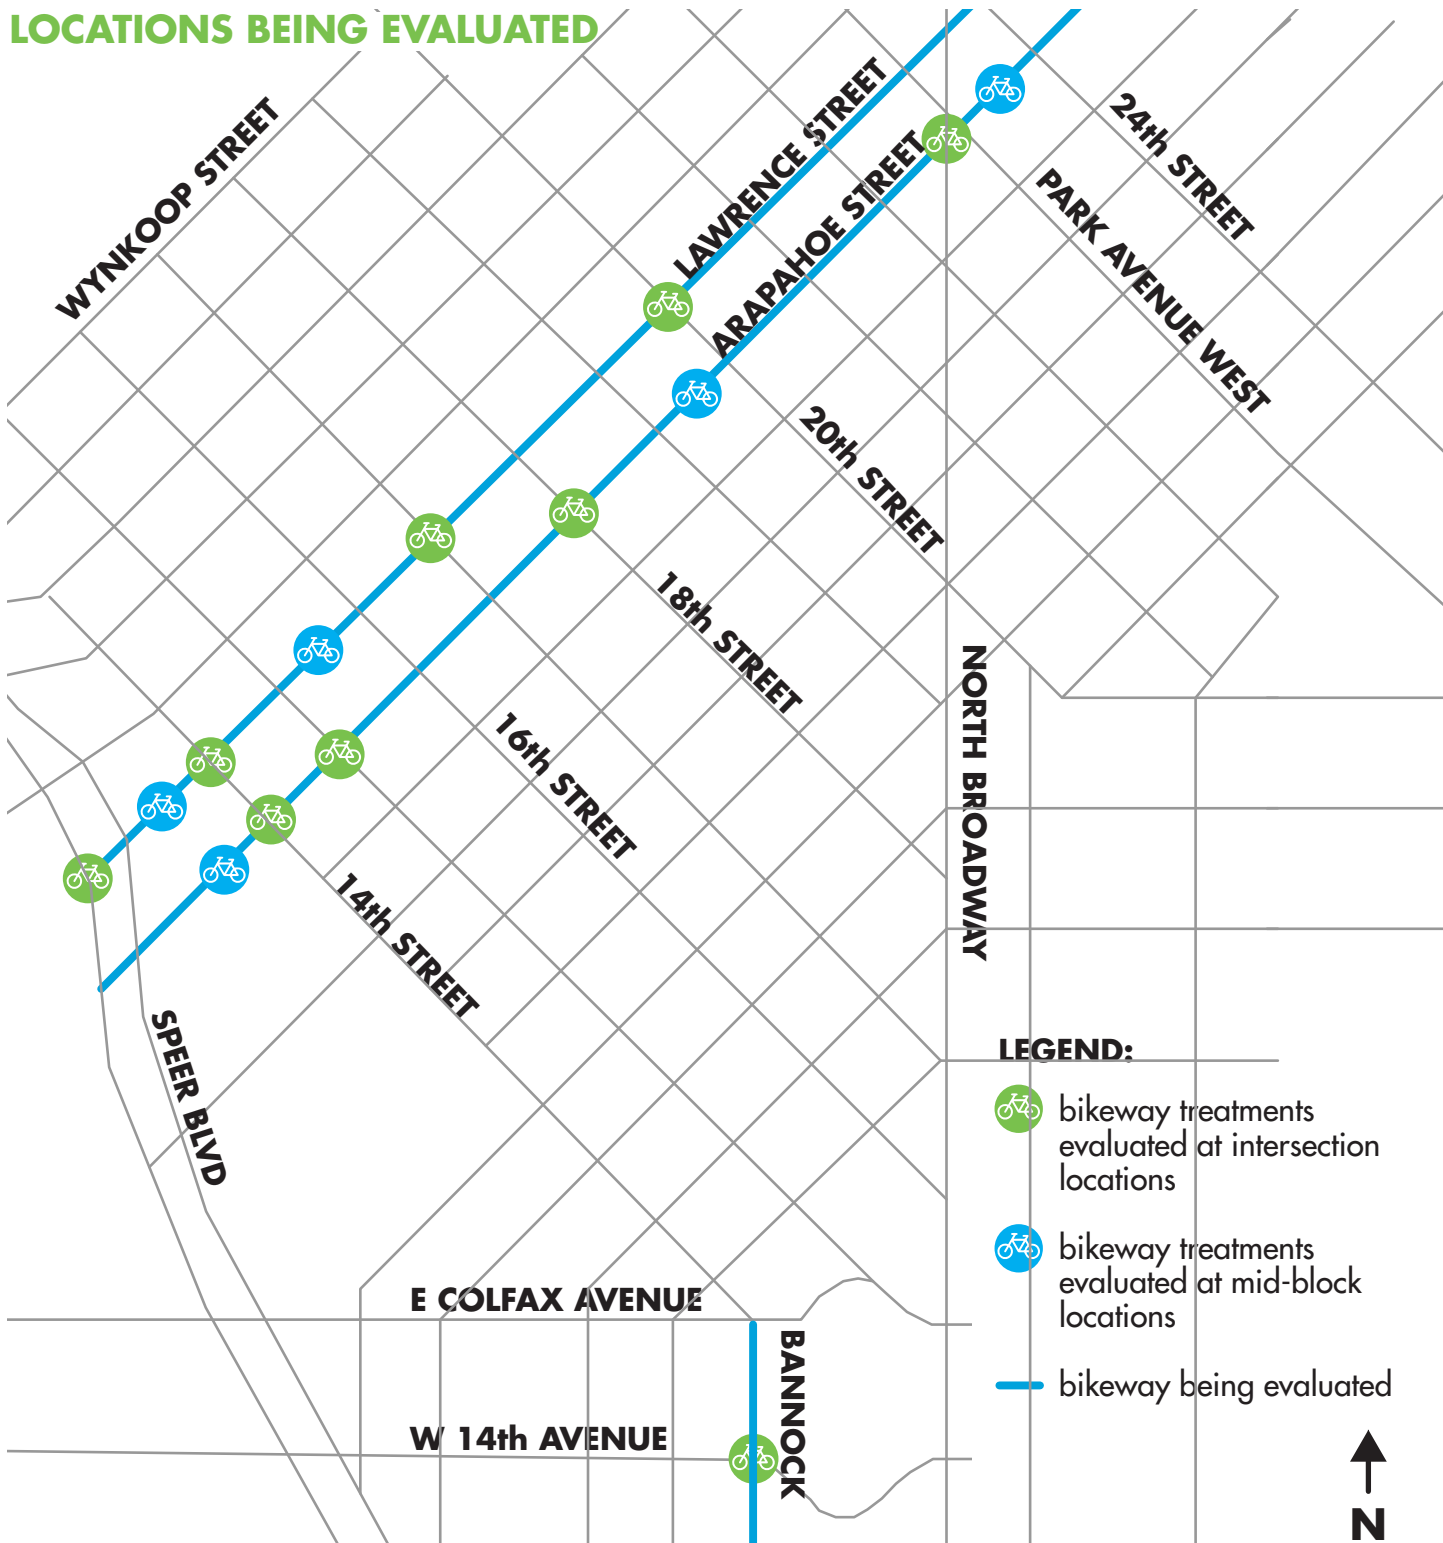 LOCATIONS BEING EVALUATED
WYNKOOP STREET
LAWRENCE STREET
ARAPAHOE STREET
24th STREET
PARK AVENUE WEST
20th STREET
18th STREET
16th STREET
14th STREET
NORTH BROADWAY
SPEER BLVD
E COLFAX AVENUE
BANNOCK
W 14th AVENUE
LEGEND:
bikeway treatments
evaluated at intersection
locations
bikeway treatments
evaluated at mid-block
locations
bikeway being evaluated
N